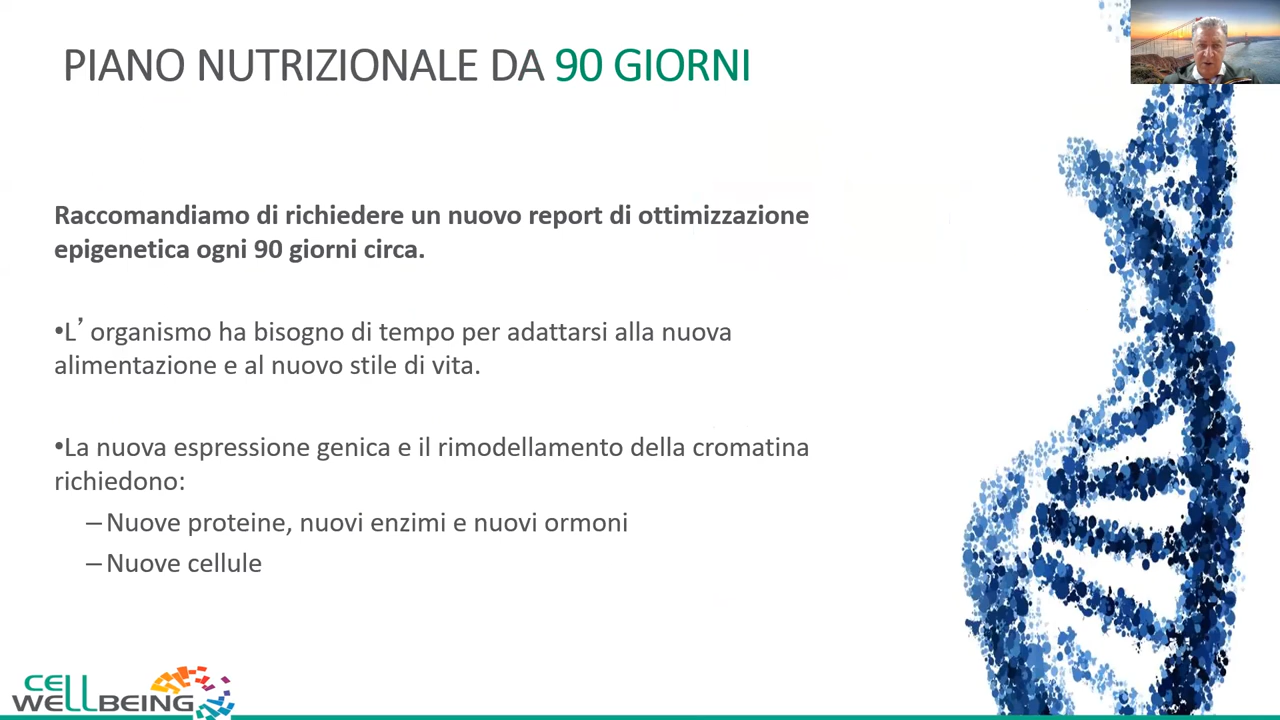 PIANO NUTRIZIONALE DA 90 GIORNI
Raccomandiamo di richiedere un nuovo report di ottimizzazione
epigenetica ogni 90 giorni circa.
•L’ organismo ha bisogno di tempo per adattarsi alla nuova
alimentazione e al nuovo stile di vita.
•La nuova espressione genica e il rimodellamento della cromatina
richiedono:
–Nuove proteine, nuovi enzimi e nuovi ormoni
–Nuove cellule
CELL
WELLBEING